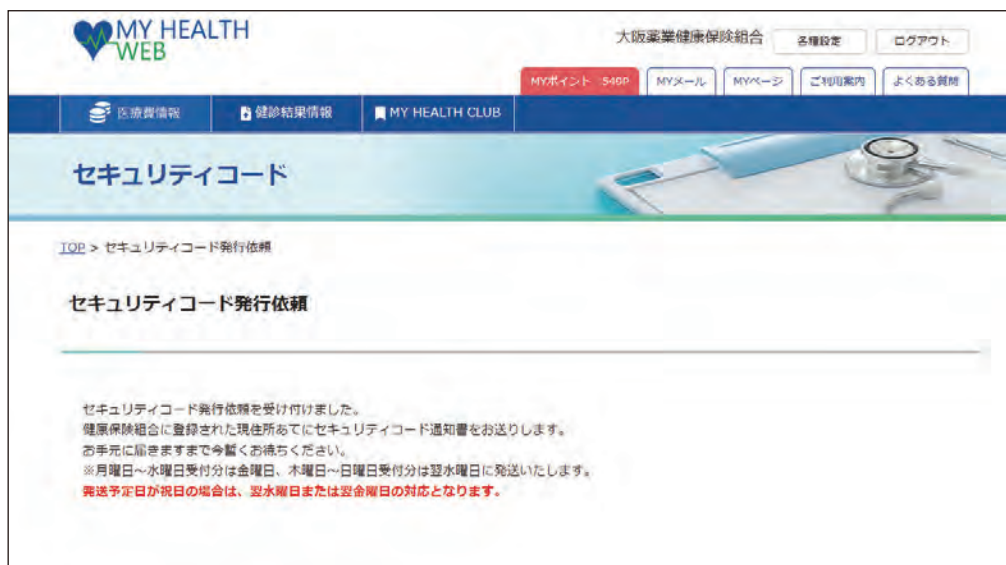 MY HEALTH
WEB
大阪薬業健康保険組合 各種設定 ログアウト
MYポイント 540P MYメール MYページ ご利用案内 よくある質問
医療費情報 健診結果情報 MY HEALTH CLUB
セキュリティコード
TOP > セキュリティコード発行依頼
セキュリティコード発行依頼
セキュリティコード発行依頼を受け付けました。
健康保険組合に登録された現住所あてにセキュリティコード通知書をお送りします。
お手元に届きますまで今暫くお待ちください。
※月曜日～水曜日受付分は金曜日、木曜日～日曜日受付分は翌水曜日に発送いたします。
発送予定日が祝日の場合は、翌水曜日または翌金曜日の対応となります。